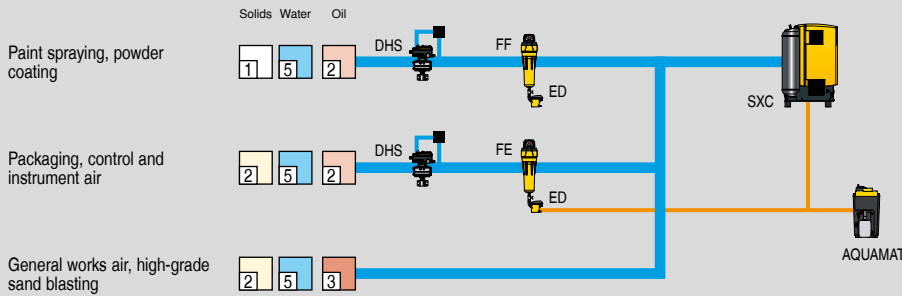 Solids Water Oil
Paint spraying, powder
coating
1 5 2
DHS
FF
ED
SXC
Packaging, control and
instrument air
2 5 2
DHS
FE
ED
AQUAMAT
General works air, high-grade
sand blasting
2 5 3